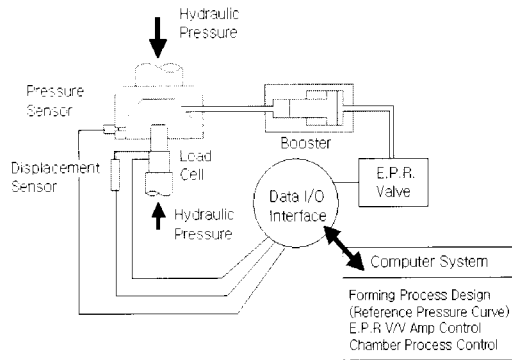 Hydraulic
Pressure
Pressure
Sensor
Booster
Displacement
Sensor
Load
Cell
E.P.R.
Valve
Data I/O
Interface
Hydraulic
Pressure
Computer System
Forming Process Design
(Reference Pressure Curve)
E.P.R V/V Amp Control
Chamber Process Control